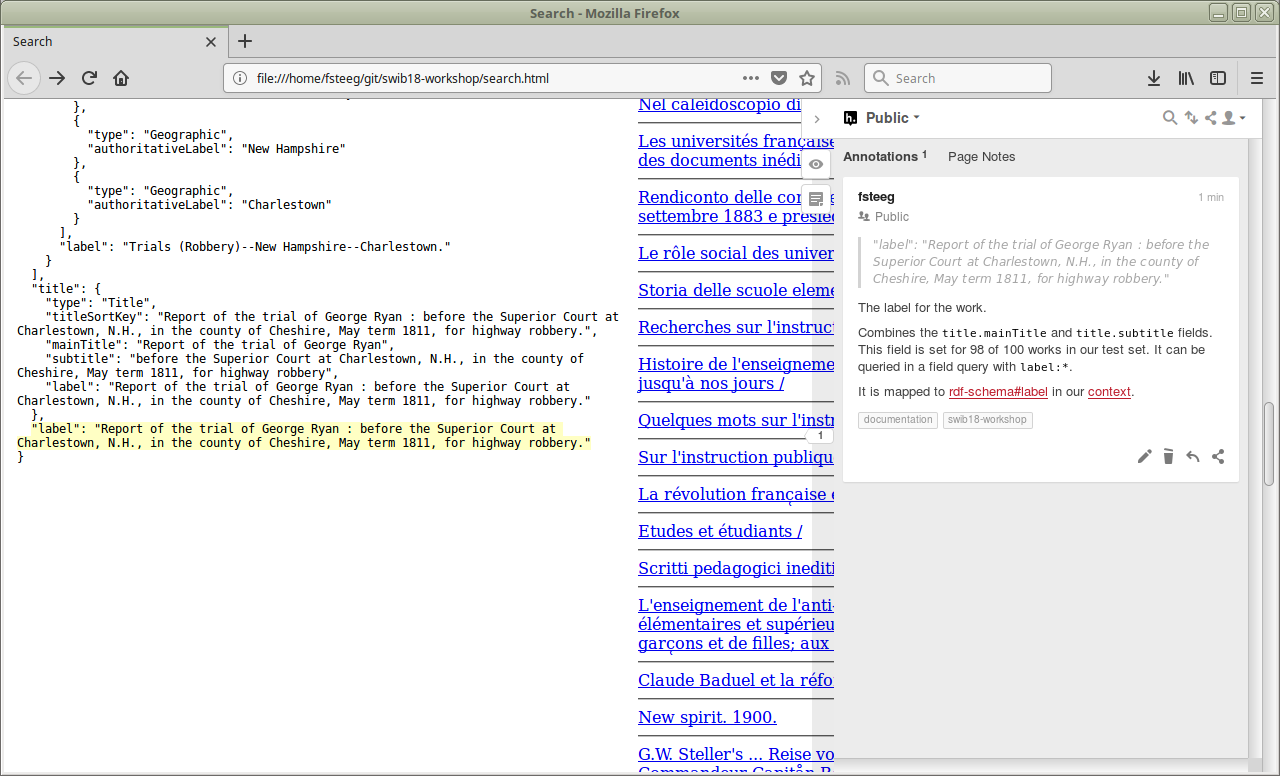 Search - Mozilla Firefox
Search
file:///home/fsteeg/git/swib18-workshop/search.html
Search
},
{
"type": "Geographic",
"authoritativeLabel": "New Hampshire"
},
{
"type": "Geographic",
"authoritativeLabel": "Charlestown"
}
],
"label": "Trials (Robbery)--New Hampshire--Charlestown."
}
],
"title": {
"type": "Title",
"titleSortKey": "Report of the trial of George Ryan : before the Superior Court at
Charlestown, N.H., in the county of Cheshire, May term 1811, for highway robbery.",
"mainTitle": "Report of the trial of George Ryan",
"subtitle": "before the Superior Court at Charlestown, N.H., in the county of
Cheshire, May term 1811, for highway robbery",
"label": "Report of the trial of George Ryan : before the Superior Court at
Charlestown, N.H., in the county of Cheshire, May term 1811, for highway robbery."
},
"label": "Report of the trial of George Ryan : before the Superior Court at
Charlestown, N.H., in the county of Cheshire, May term 1811, for highway robbery."
}
Nel caleidoscopio di
Les universités française
des documents inédi
Rendiconto delle con
settembre 1883 e presied
Le rôle social des univer
Storia delle scuole eleme
Recherches sur l'instruct
Histoire de l'enseigneme
jusqu'à nos jours /
Quelques mots sur l'instr
Sur l'instruction publiqu
La révolution française e
Etudes et étudiants /
Scritti pedagogici inediti
L'enseignement de l'anti-
élémentaires et supérieu
garçons et de filles; aux
Claude Baduel et la réfo
New spirit. 1900.
G.W. Steller's ... Reise vo
1
h.
Public
Annotations 1
Page Notes
fsteeg
1 min
Public
"label": "Report of the trial of George Ryan : before the
Superior Court at Charlestown, N.H., in the county of
Cheshire, May term 1811, for highway robbery."
The label for the work.
Combines the title.mainTitle and title.subtitle fields.
This field is set for 98 of 100 works in our test set. It can be
queried in a field query with label:*.
It is mapped to rdf-schema#label in our context.
documentation
swib18-workshop